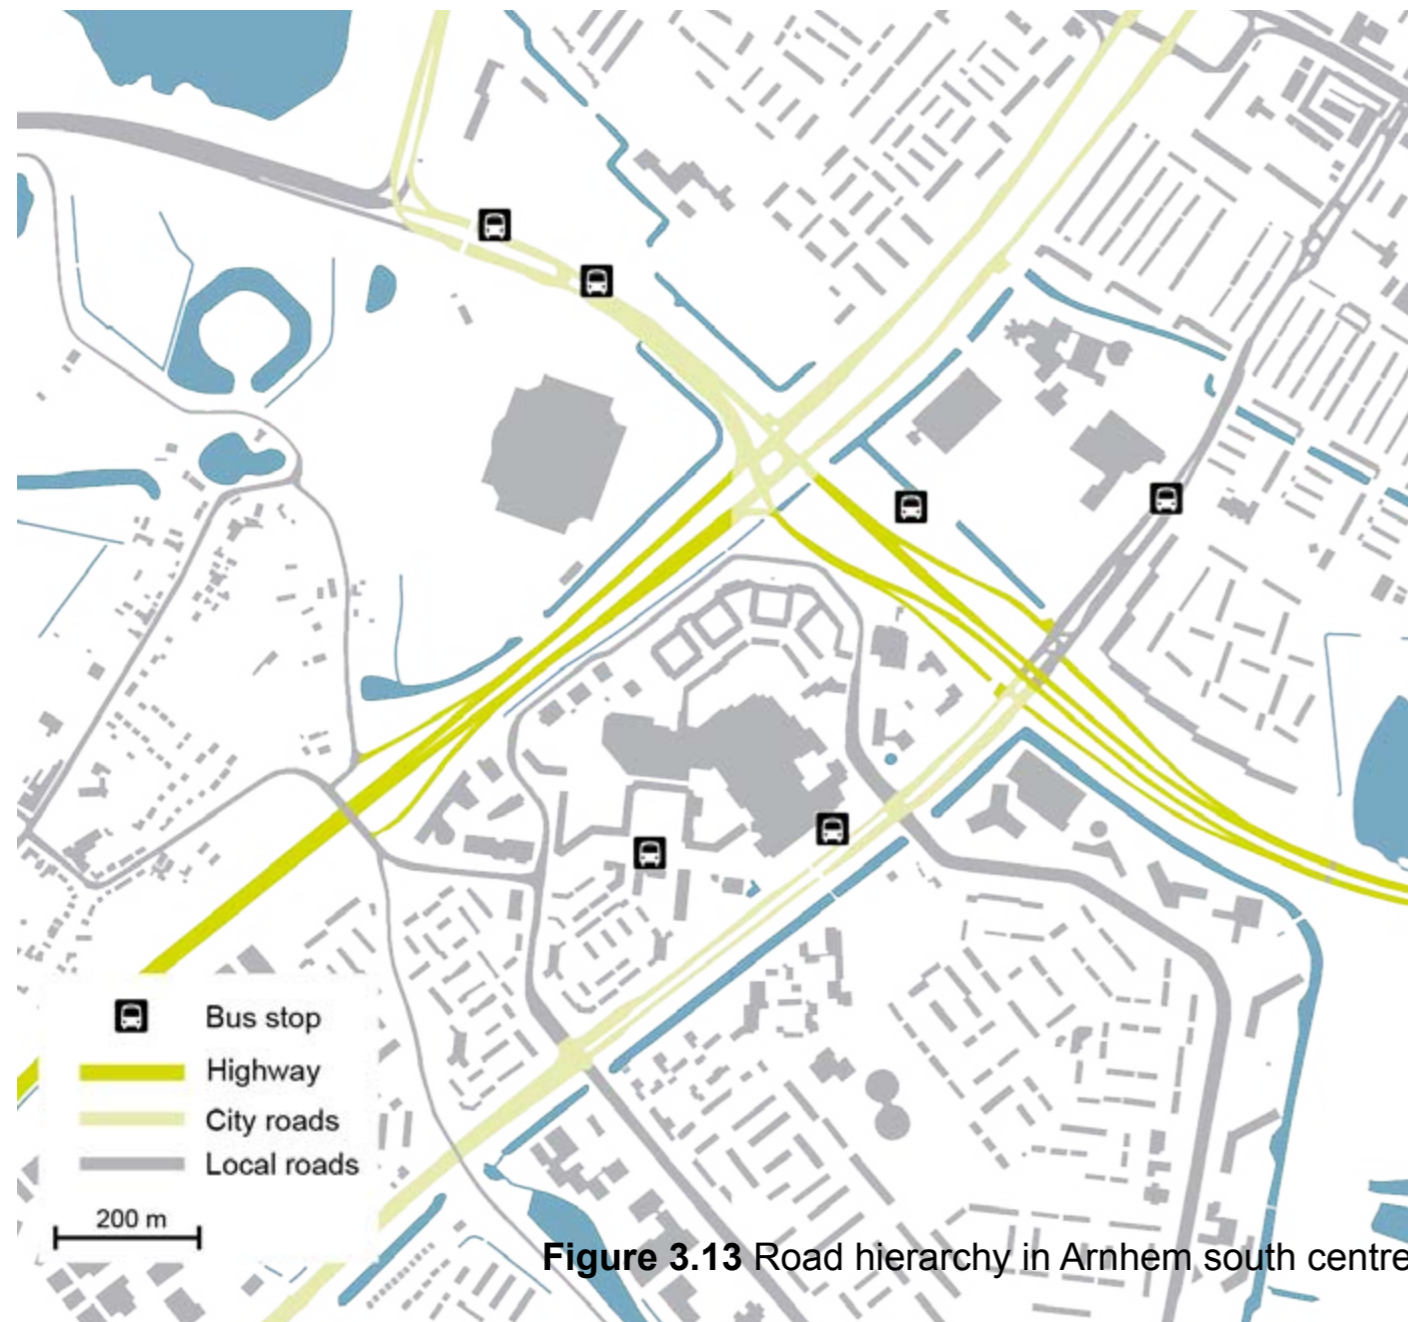 Bus stop
Highway
City roads
Local roads
200 m
Figure 3.13 Road hierarchy in Arnhem south centre